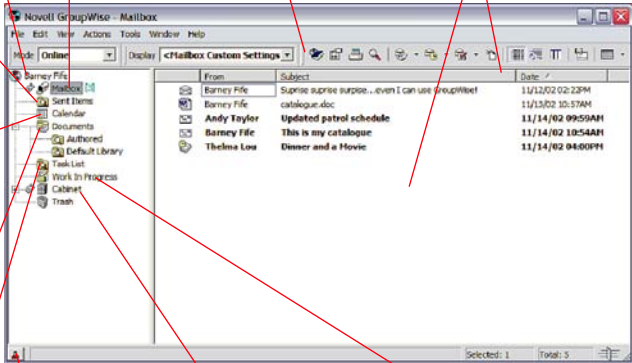 Novell GroupWise - Mailbox
File Edit View Actions Tools Window Help
Mode Online Display <Mailbox Custom Settings
Barney Fife
Mailbox [3]
Sent Items
Calendar
Documents
Authored
Default Library
Task List
Work In Progress
Cabinet
Trash
From Subject Date
Barney Fife Suprise suprise surpise...even I can use GroupWise! 11/12/02 02:22PM
Barney Fife catalogue.doc 11/13/02 10:57AM
Andy Taylor Updated patrol schedule 11/14/02 09:59AM
Barney Fife This is my catalogue 11/14/02 10:54AM
Thelma Lou Dinner and a Movie 11/14/02 04:00PM
Selected: 1 Total: 5